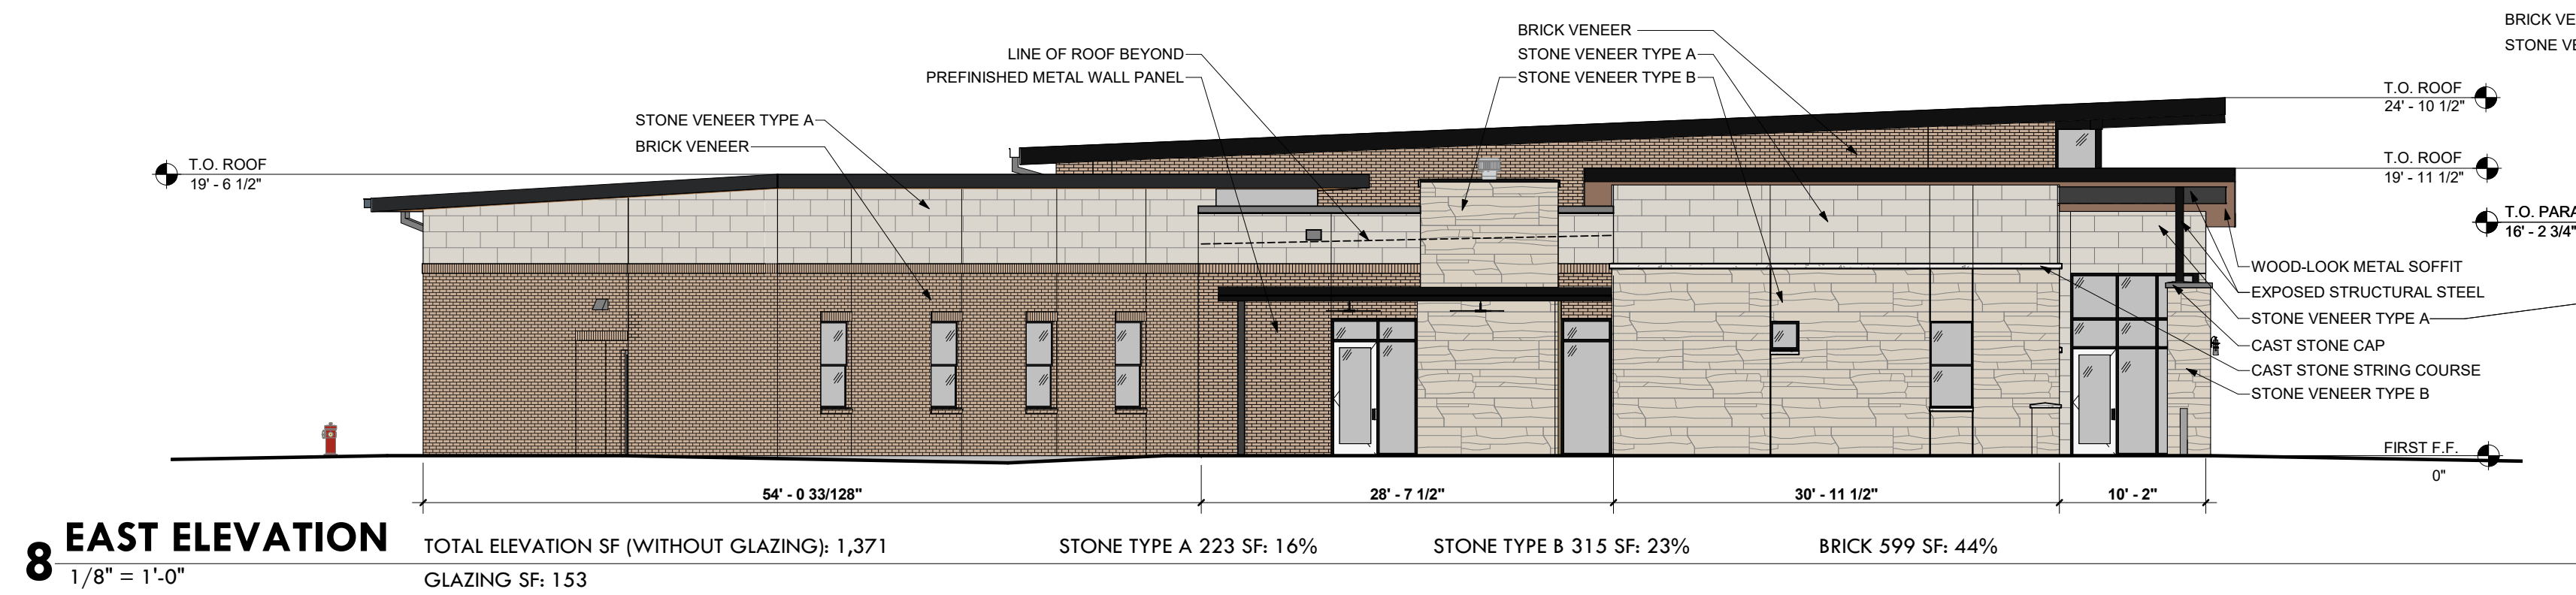 BRICK VE
STONE VE
BRICK VENEER
STONE VENEER TYPE A
STONE VENEER TYPE B
LINE OF ROOF BEYOND
PREFINISHED METAL WALL PANEL
STONE VENEER TYPE A
BRICK VENEER
T.O. ROOF
24' - 10 1/2"
T.O. ROOF
19' - 6 1/2"
T.O. ROOF
19' - 11 1/2"
T.O. PARA
16' - 2 3/4"
WOOD-LOOK METAL SOFFIT
EXPOSED STRUCTURAL STEEL
STONE VENEER TYPE A
CAST STONE CAP
CAST STONE STRING COURSE
STONE VENEER TYPE B
FIRST F.F.
0"
54' - 0 33/128"
28' - 7 1/2"
30' - 11 1/2"
10' - 2"
8 EAST ELEVATION
1/8" = 1'-0"
TOTAL ELEVATION SF (WITHOUT GLAZING): 1,371
STONE TYPE A 223 SF: 16%
STONE TYPE B 315 SF: 23%
BRICK 599 SF: 44%
GLAZING SF: 153